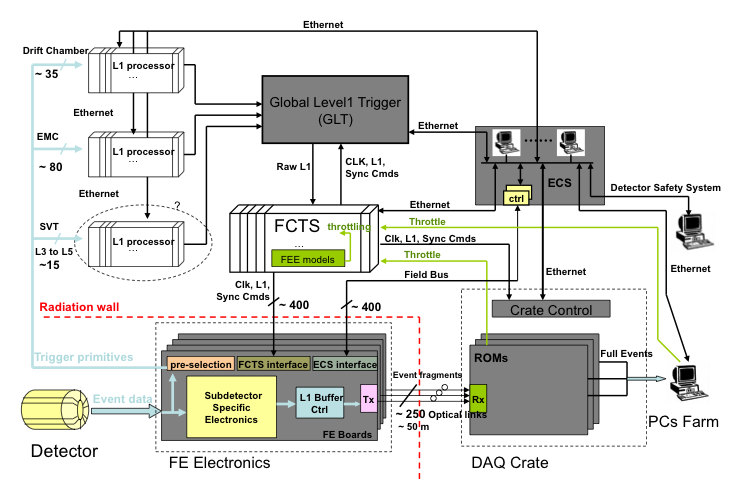 Ethernet
Drift Chamber
L1 processor
...
~ 35
Ethernet
EMC
L1 processor
...
~ 80
Ethernet
?
SVT
L1 processor
L3 to L5
~15
Global Level1 Trigger
(GLT)
Raw L1
CLK, L1,
Sync Cmds
Ethernet
ECS
ctrl
Detector Safety System
Ethernet
Throttle
FCTS
throttling
...
FEE models
Clk, L1, Sync Cmds
Throttle
Field Bus
Ethernet
Ethernet
Clk, L1,
Sync Cmds
~ 400
~ 400
Radiation wall
Crate Control
Trigger primitives
pre-selection
FCTS interface
ECS interface
Event fragments
ROMs
Full Events
Event data
Subdetector
Specific
Electronics
L1 Buffer
Ctrl
Tx
Rx
~ 250 Optical links
~ 50 m
FE Boards
PCs Farm
Detector
FE Electronics
DAQ Crate